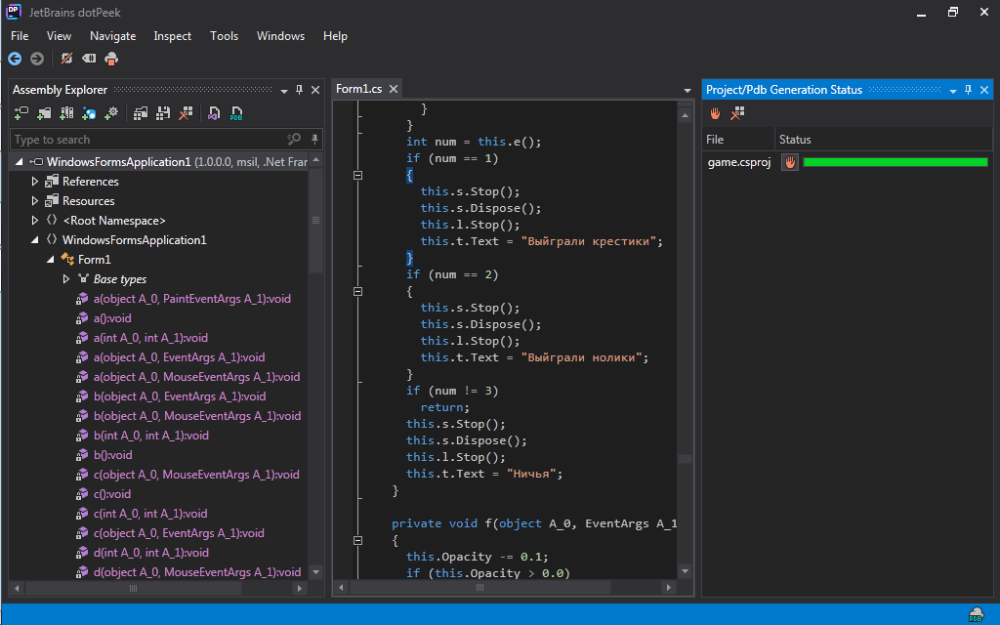 JetBrains dotPeek
File View Navigate Inspect Tools Windows Help
Assembly Explorer
Type to search
WindowsFormsApplication1 (1.0.0.0, msil, .Net Fran
References
Resources
<Root Namespace>
WindowsFormsApplication1
Form1
Base types
a(object A_0, PaintEventArgs A_1):void
a():void
a(int A_0, int A_1):void
a(object A_0, EventArgs A_1):void
a(object A_0, MouseEventArgs A_1):void
b(object A_0, EventArgs A_1):void
b(object A_0, MouseEventArgs A_1):void
b(int A_0, int A_1):void
b():void
c(object A_0, MouseEventArgs A_1):void
c():void
c(int A_0, int A_1):void
c(object A_0, EventArgs A_1):void
d(int A_0, int A_1):void
d(object A_0, MouseEventArgs A_1):void
Form1.cs
}
}
int num = this.e();
if (num == 1)
{
this.s.Stop();
this.s.Dispose();
this.l.Stop();
this.t.Text = "Выйграли крестики";
}
if (num == 2)
{
this.s.Stop();
this.s.Dispose();
this.l.Stop();
this.t.Text = "Выйграли нолики";
}
if (num != 3)
return;
this.s.Stop();
this.s.Dispose();
this.l.Stop();
this.t.Text = "Ничья";
}
private void f(object A_0, EventArgs A_1
{
this.Opacity -= 0.1;
if (this.Opacity > 0.0)
Project/Pdb Generation Status
File Status
game.csproj